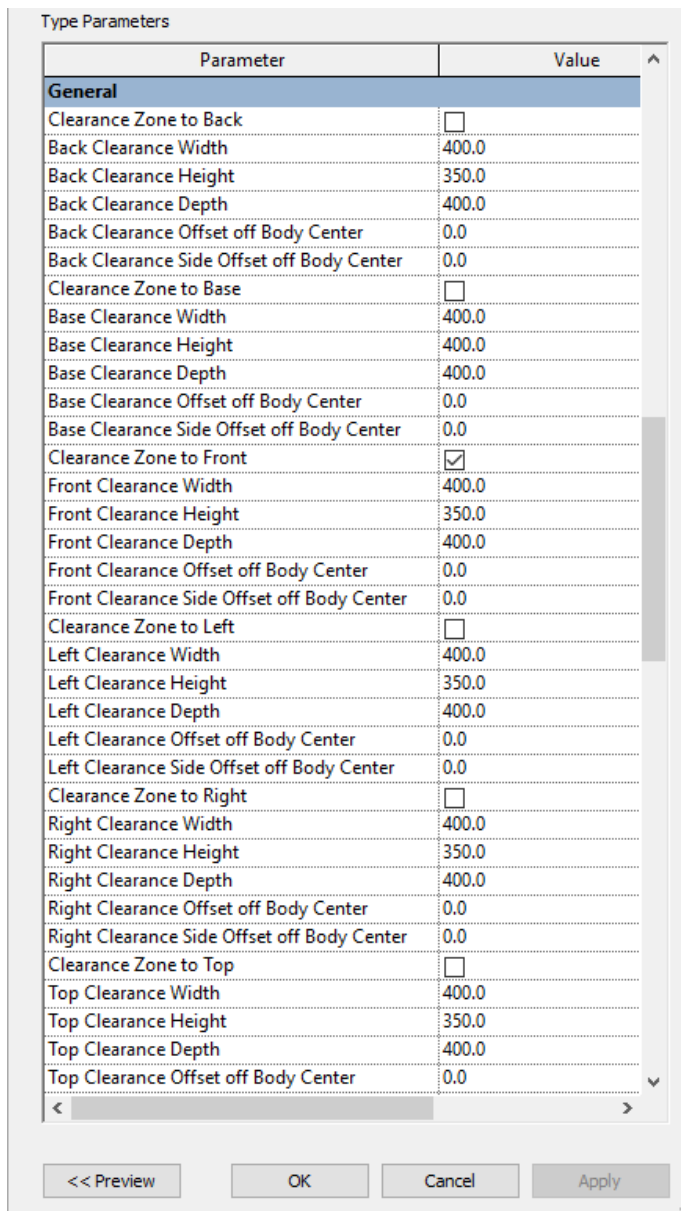 Type Parameters
Parameter Value
General
Clearance Zone to Back
Back Clearance Width 400.0
Back Clearance Height 350.0
Back Clearance Depth 400.0
Back Clearance Offset off Body Center 0.0
Back Clearance Side Offset off Body Center 0.0
Clearance Zone to Base
Base Clearance Width 400.0
Base Clearance Height 400.0
Base Clearance Depth 400.0
Base Clearance Offset off Body Center 0.0
Base Clearance Side Offset off Body Center 0.0
Clearance Zone to Front
Front Clearance Width 400.0
Front Clearance Height 350.0
Front Clearance Depth 400.0
Front Clearance Offset off Body Center 0.0
Front Clearance Side Offset off Body Center 0.0
Clearance Zone to Left
Left Clearance Width 400.0
Left Clearance Height 350.0
Left Clearance Depth 400.0
Left Clearance Offset off Body Center 0.0
Left Clearance Side Offset off Body Center 0.0
Clearance Zone to Right
Right Clearance Width 400.0
Right Clearance Height 350.0
Right Clearance Depth 400.0
Right Clearance Offset off Body Center 0.0
Right Clearance Side Offset off Body Center 0.0
Clearance Zone to Top
Top Clearance Width 400.0
Top Clearance Height 350.0
Top Clearance Depth 400.0
Top Clearance Offset off Body Center 0.0
<< Preview OK Cancel Apply